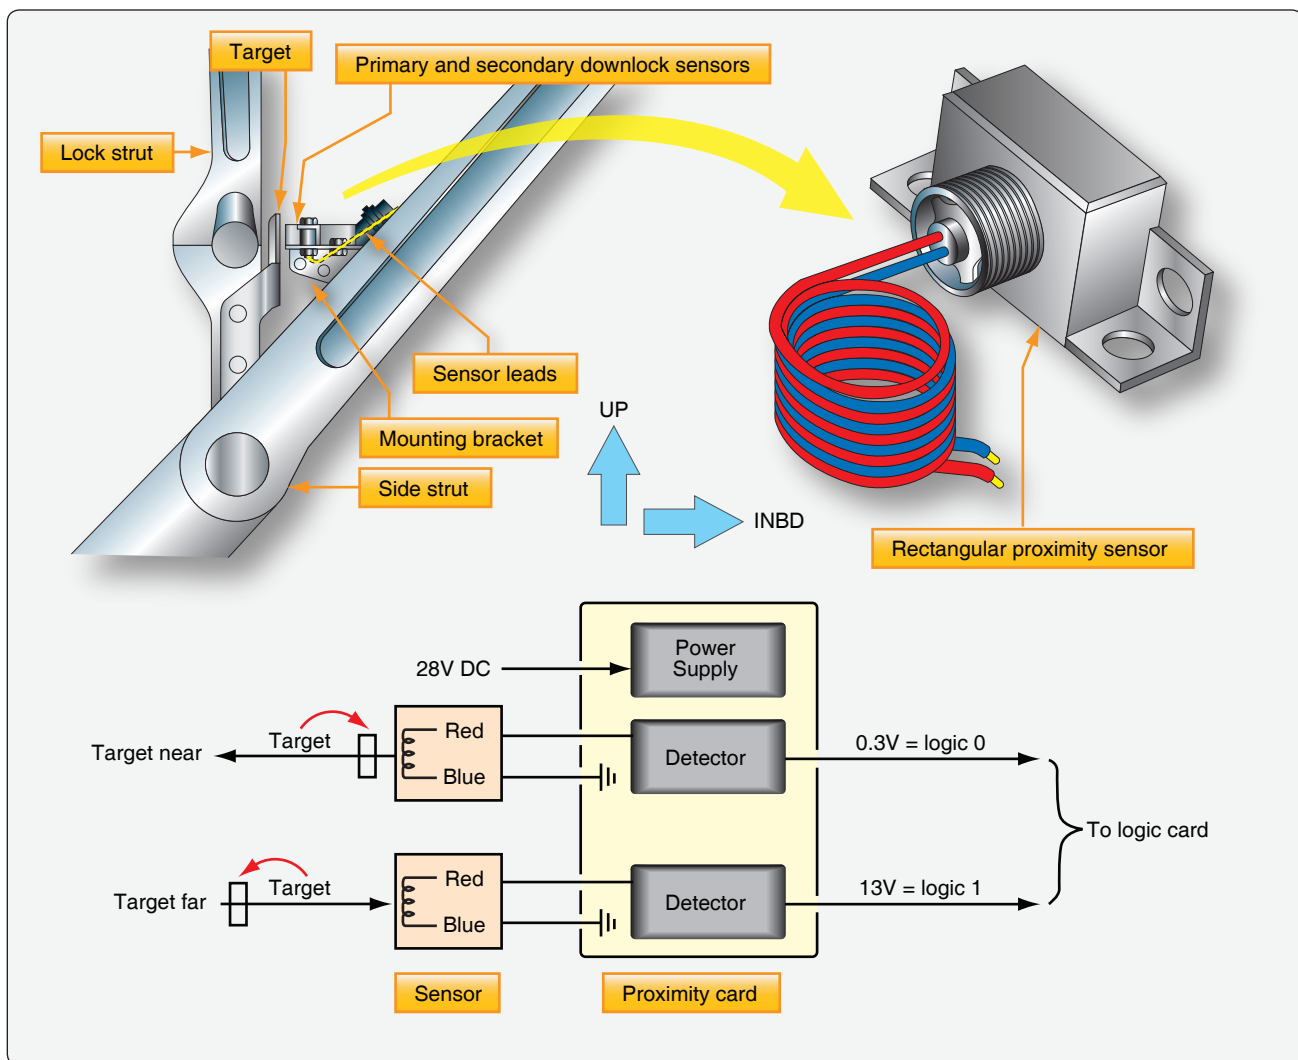 Target
Primary and secondary downlock sensors
Lock strut
Sensor leads
Mounting bracket
Side strut
UP
INBD
Rectangular proximity sensor
28V DC
Power
Supply
Target near
Target
Red
Blue
Detector
0.3V = logic 0
To logic card
Target far
Target
Red
Blue
Detector
13V = logic 1
Sensor
Proximity card